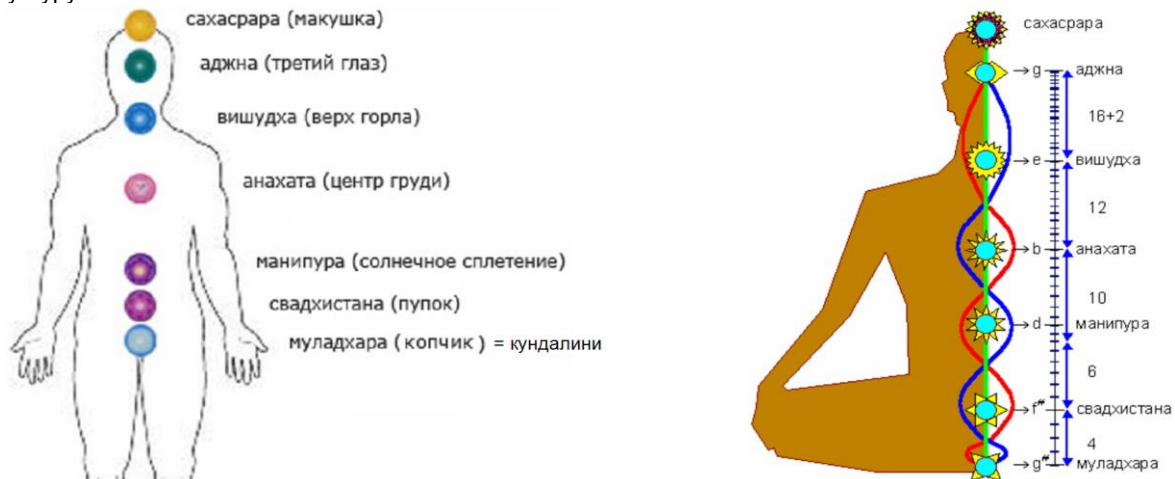 сахасрара (макушка)
аджна (третий глаз)
вишудха (верх горла)
анахата (центр груди)
манипура (солнечное сплетение)
свадхистана (пупок)
муладхара (копчик) = кундалини
сахасрара
g аджна
16+2
e вишудха
12
b анахата
10
d манипура
6
f# свадхистана
4
g# муладхара